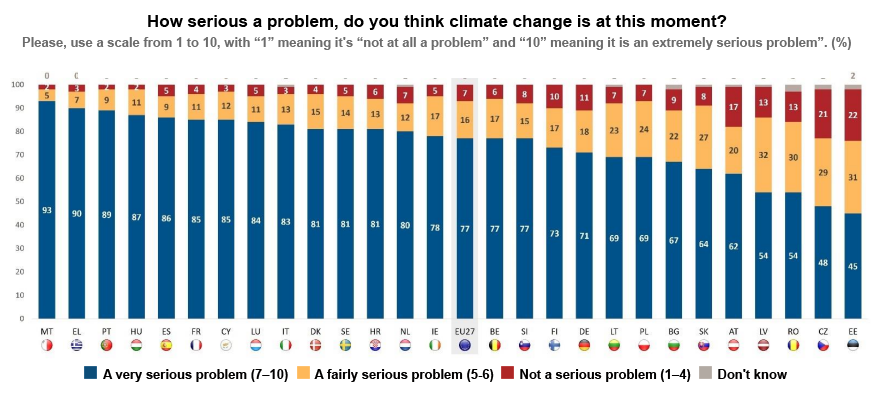 How serious a problem, do you think climate change is at this moment?
Please, use a scale from 1 to 10, with “1” meaning it's “not at all a problem” and “10” meaning it is an extremely serious problem”. (%)
0 0 2
100 2 3 2 2 5 4 3 5 3 4 5 6 7 5 7 6 8 10 11 7 7 9 8 17 13 13 21 22
90
80
70
60
50
40
30
20
10
0
5 7 9 11 9 11 12 11 13 15 14 13 12 17 16 17 15 17 18 23 24 22 27 20 32 30 29 31
93 90 89 87 86 85 85 84 83 81 81 81 80 78 77 77 77 73 71 69 69 67 64 62 54 54 48 45
MT EL PT HU ES FR CY LU IT DK SE HR NL IE EU27 BE SI FI DE LT PL BG SK AT LV RO CZ EE
A very serious problem (7–10) A fairly serious problem (5-6) Not a serious problem (1–4) Don't know